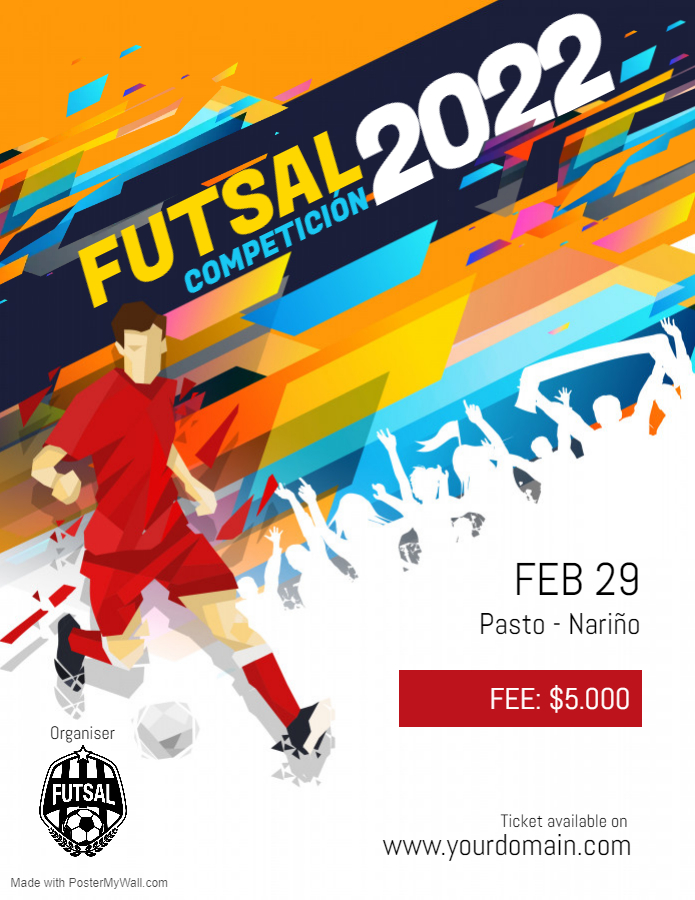 FUTSAL 2022
COMPETICIÓN
FEB 29
Pasto - Nariño
FEE: $5.000
Organiser
FUTSAL
Ticket available on
www.yourdomain.com
Made with PosterMyWall.com